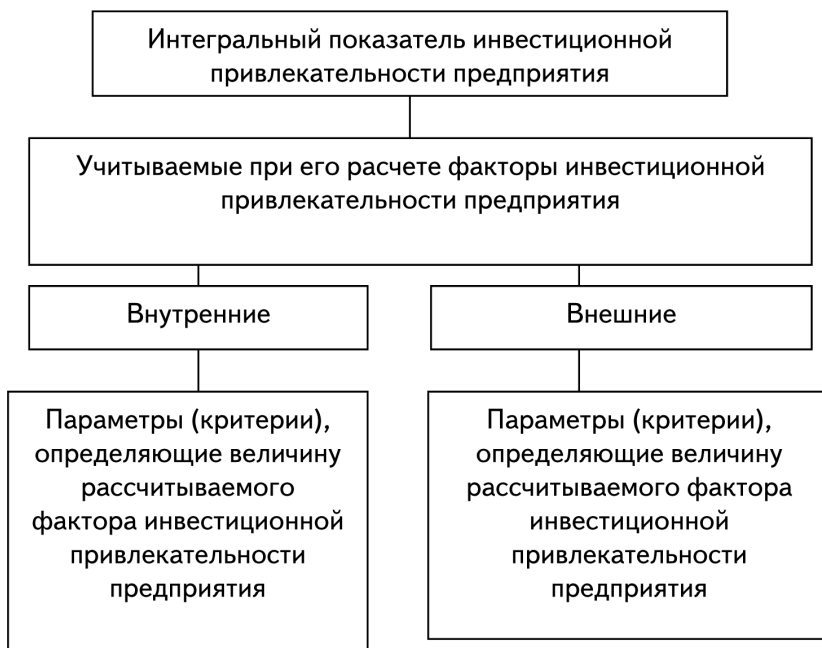 Интегральный показатель инвестиционной
привлекательности предприятия
Учитываемые при его расчете факторы инвестиционной
привлекательности предприятия
Внутренние
Внешние
Параметры (критерии),
определяющие величину
рассчитываемого
фактора инвестиционной
привлекательности
предприятия
Параметры (критерии),
определяющие величину
рассчитываемого фактора
инвестиционной
привлекательности
предприятия